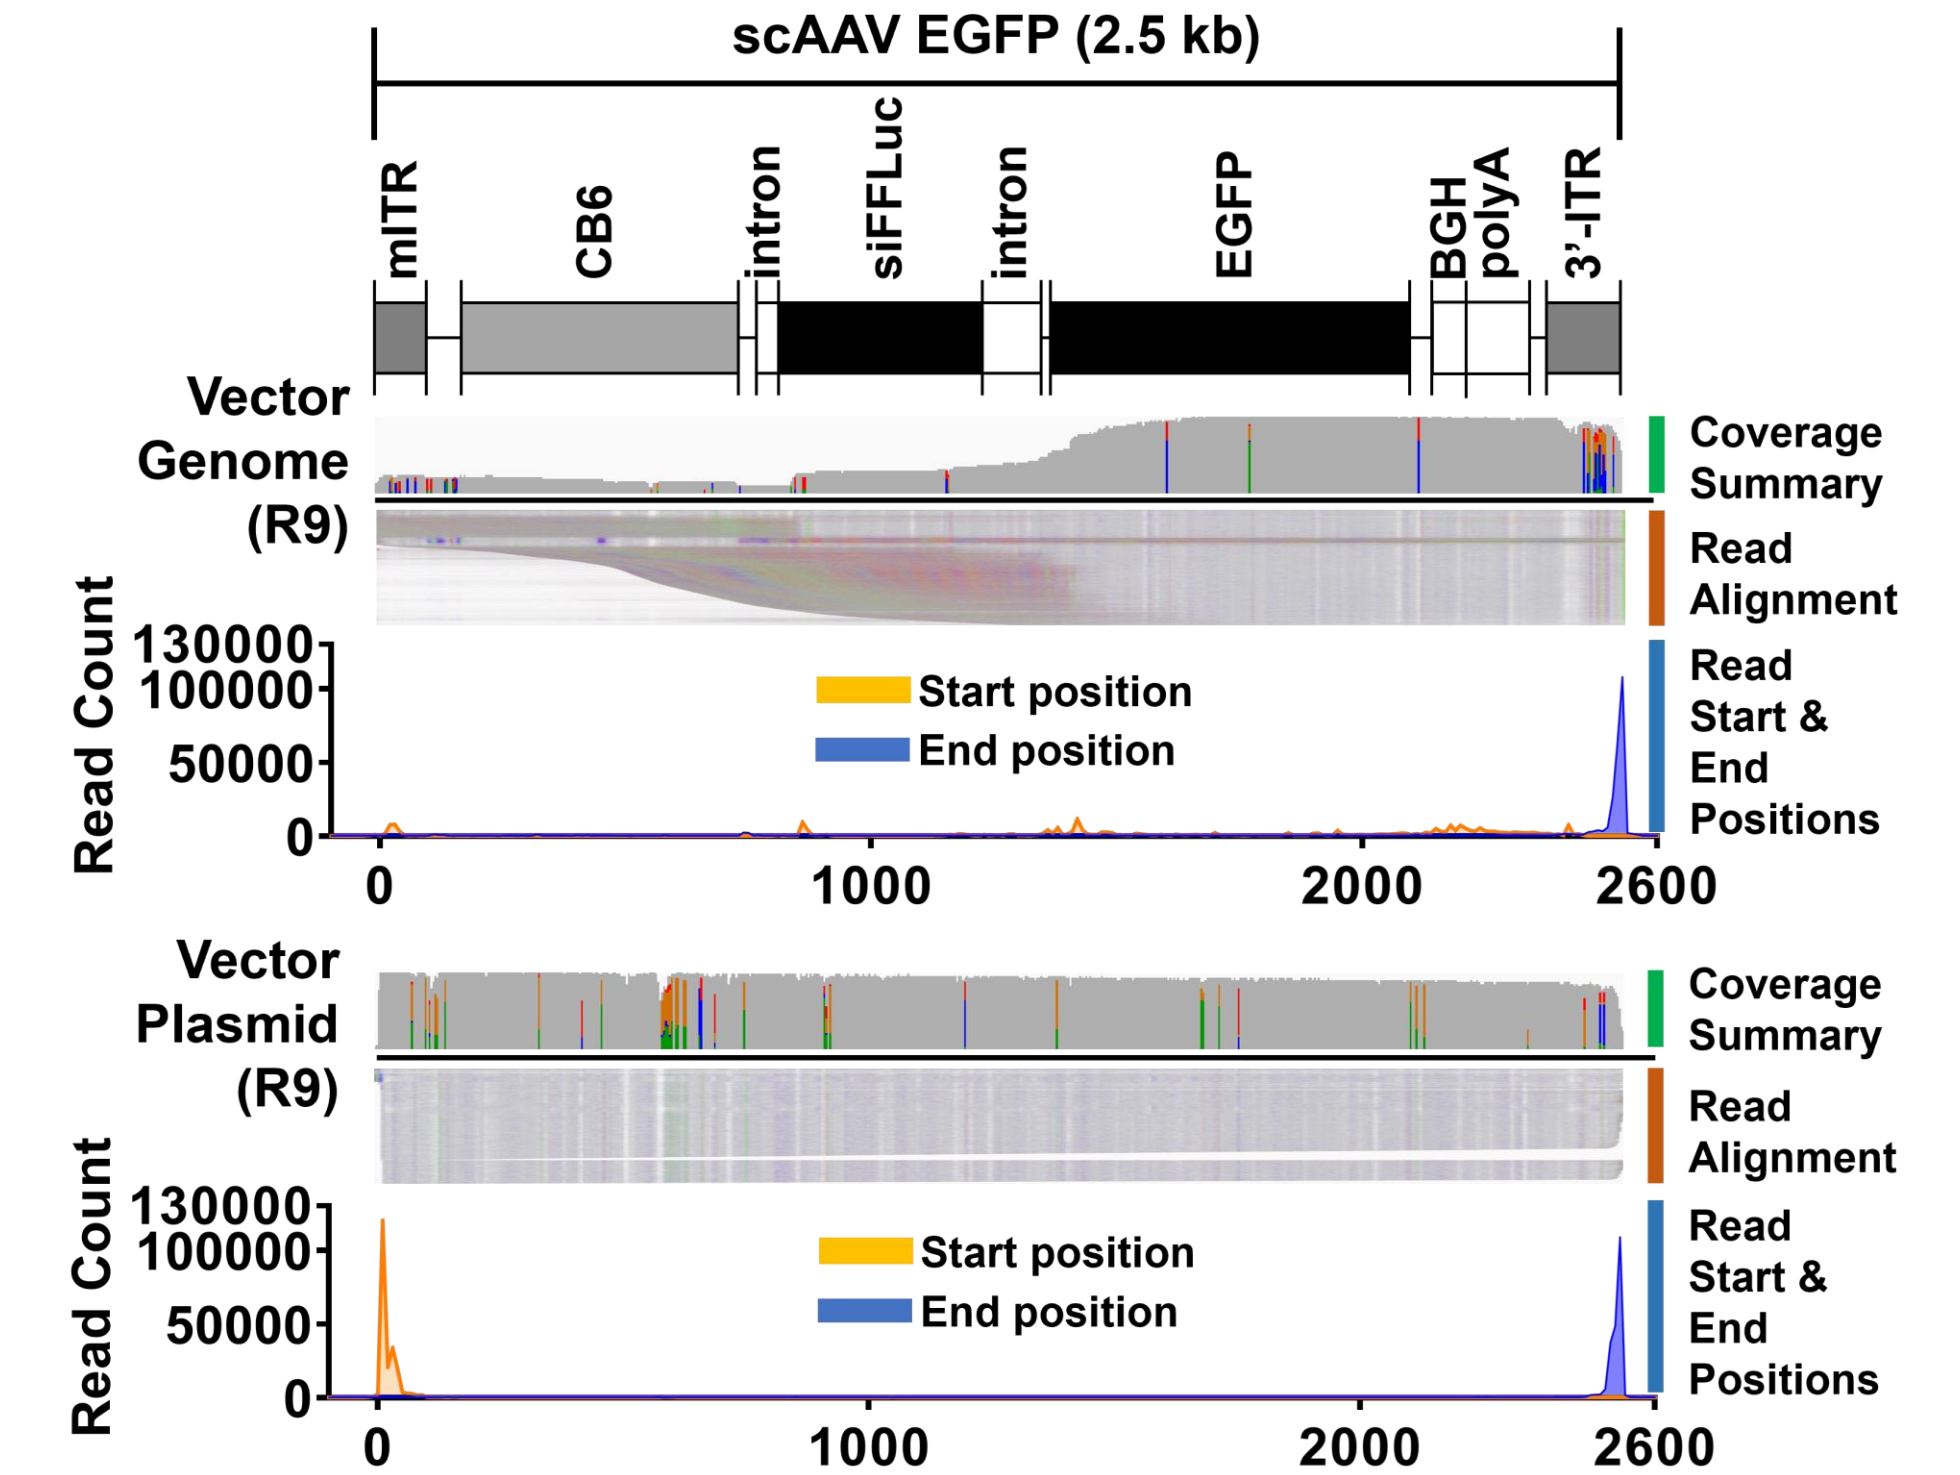 scAAV EGFP (2.5 kb)
mITR
CB6
intron
siFFLuc
intron
EGFP
BGH
polyA
3’-ITR
Vector
Genome
(R9)
Coverage
Summary
Read
Alignment
Read
Start &
End
Positions
Read Count
130000
100000
50000
0
Start position
End position
0
1000
2000
2600
Vector
Plasmid
(R9)
Coverage
Summary
Read
Alignment
Read
Start &
End
Positions
Read Count
130000
100000
50000
0
Start position
End position
0
1000
2000
2600